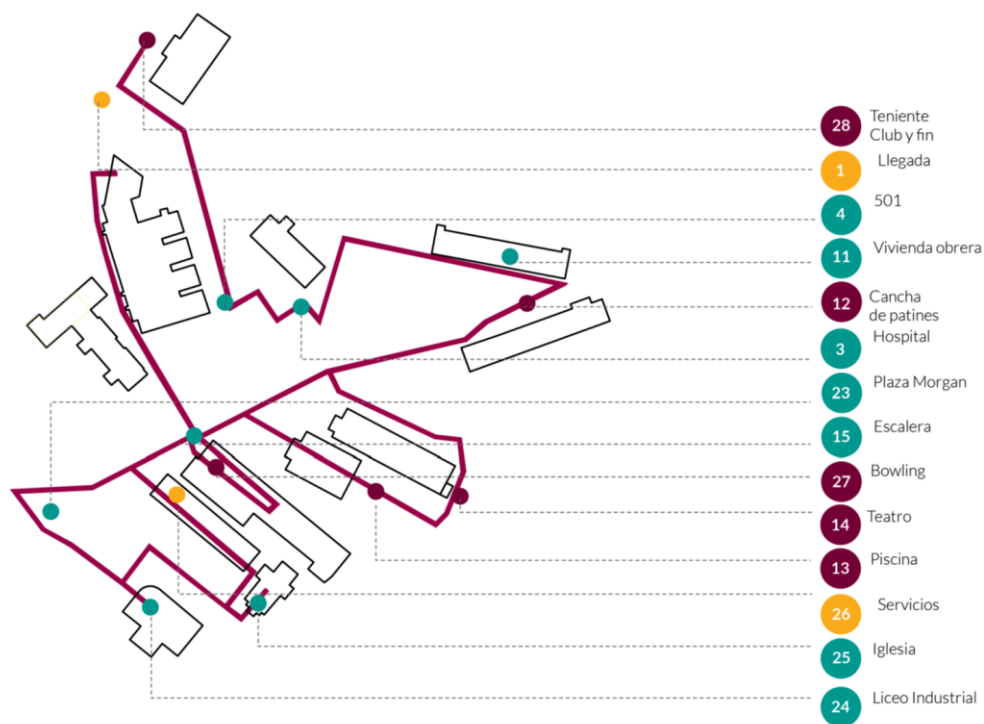 28 Teniente
Club y fin
1 Llegada
4 501
11 Vivienda obrera
12 Cancha
de patines
3 Hospital
23 Plaza Morgan
15 Escalera
27 Bowling
14 Teatro
13 Piscina
26 Servicios
25 Iglesia
24 Liceo Industrial